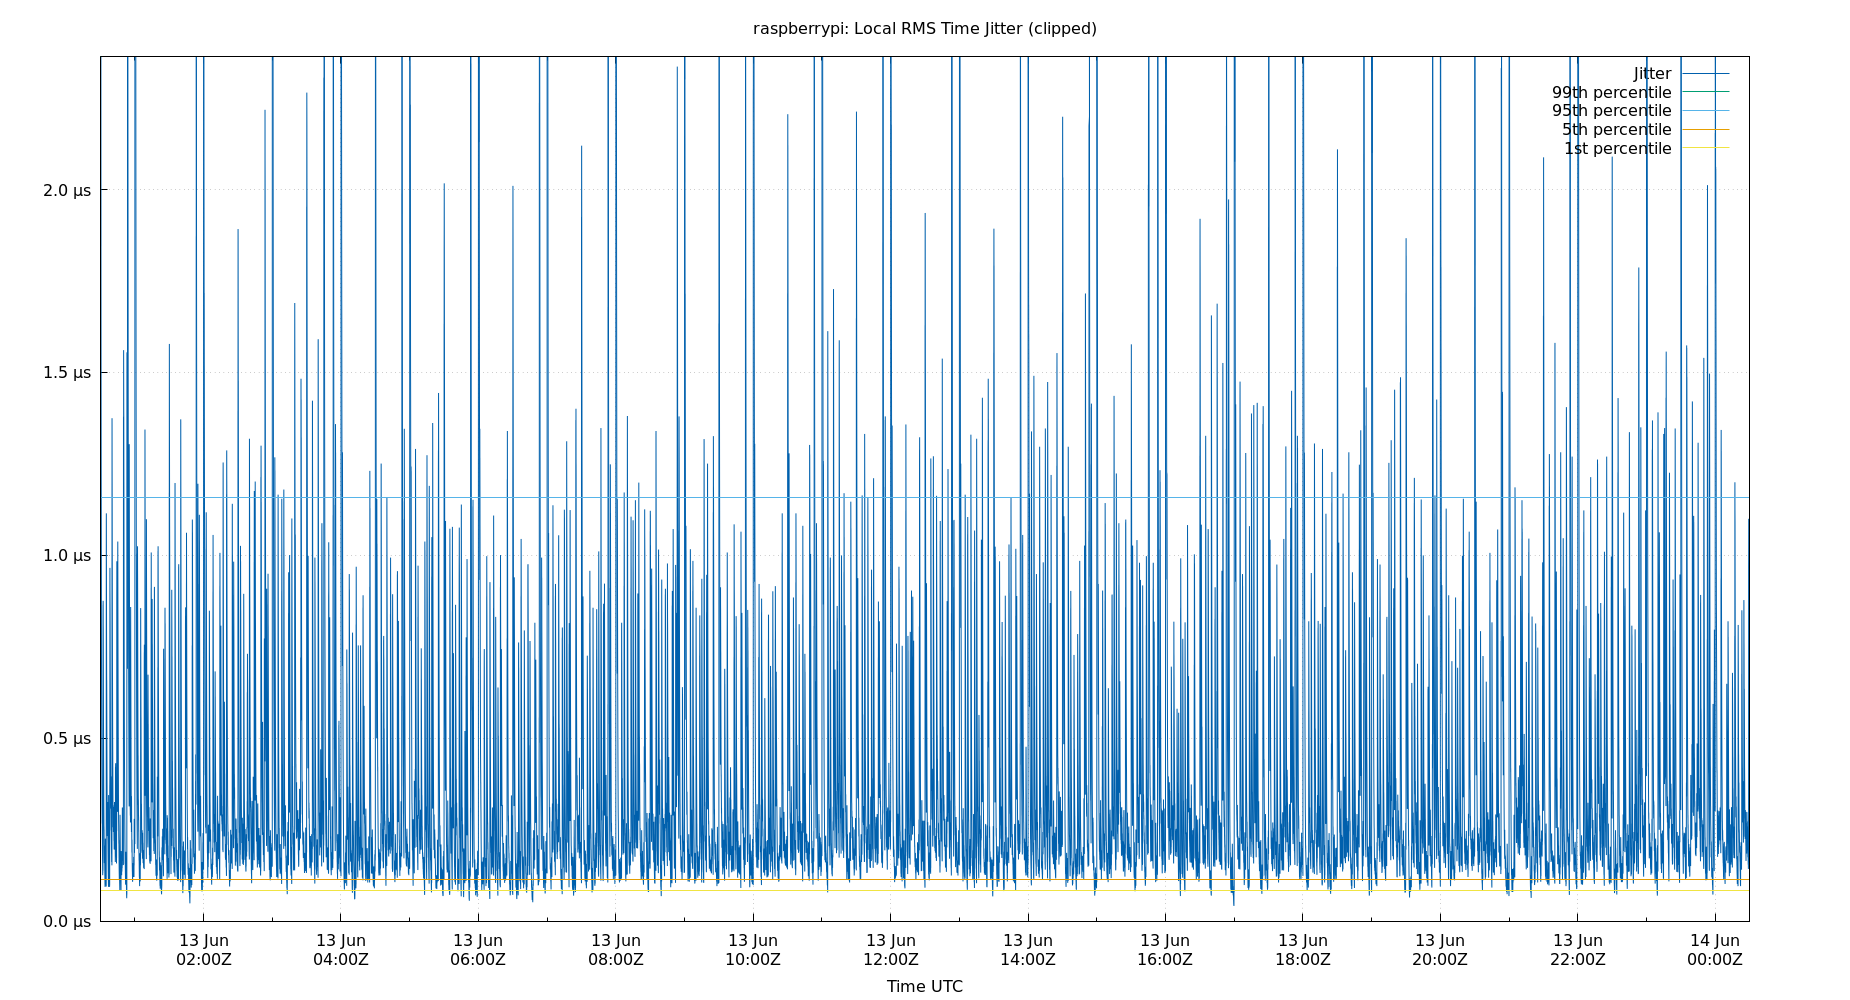 raspberrypi: Local RMS Time Jitter (clipped)
Jitter
99th percentile
95th percentile
5th percentile
1st percentile
2.0 µs
1.5 µs
1.0 µs
0.5 µs
0.0 µs
13 Jun 13 Jun 13 Jun 13 Jun 13 Jun 13 Jun 13 Jun 13 Jun 13 Jun 13 Jun 13 Jun 14 Jun
02:00Z 04:00Z 06:00Z 08:00Z 10:00Z 12:00Z 14:00Z 16:00Z 18:00Z 20:00Z 22:00Z 00:00Z
Time UTC